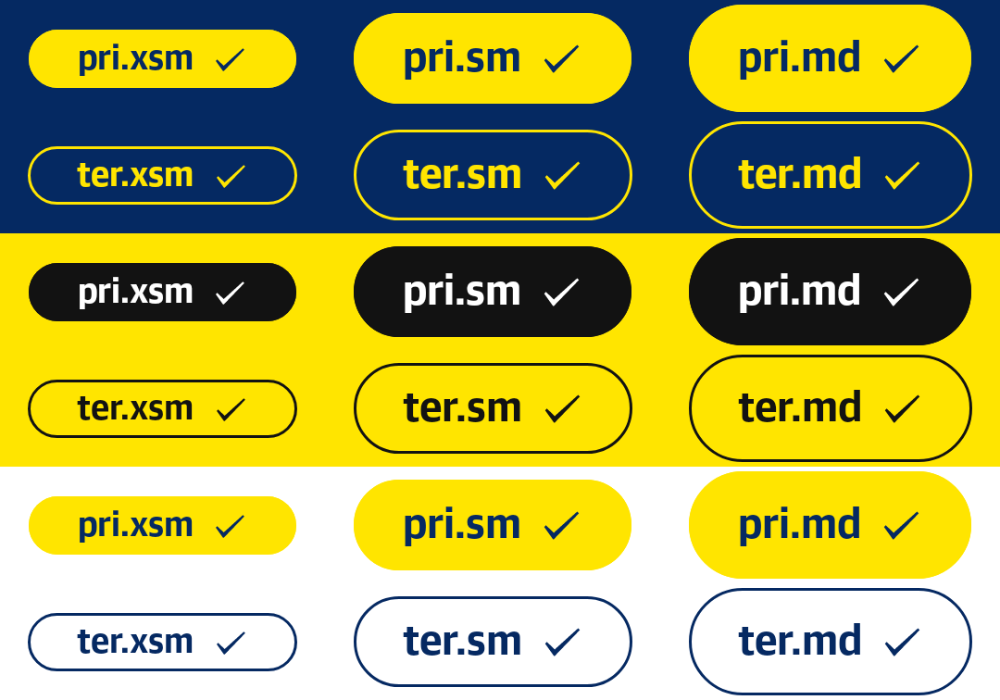 pri.xsm ✓ pri.sm ✓ pri.md ✓
ter.xsm ✓ ter.sm ✓ ter.md ✓
pri.xsm ✓ pri.sm ✓ pri.md ✓
ter.xsm ✓ ter.sm ✓ ter.md ✓
pri.xsm ✓ pri.sm ✓ pri.md ✓
ter.xsm ✓ ter.sm ✓ ter.md ✓